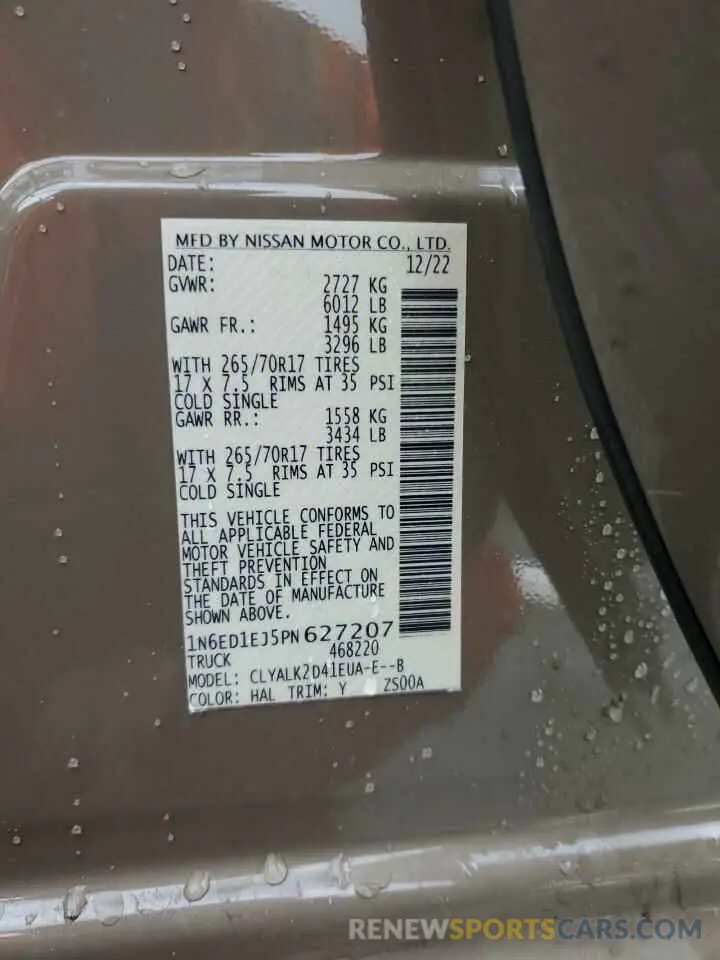 MFD BY NISSAN MOTOR CO., LTD.
DATE: 12/22
GVWR: 2727 KG
6012 LB
GAWR FR.: 1495 KG
3296 LB
WITH 265/70R17 TIRES
17 X 7.5 RIMS AT 35 PSI
COLD SINGLE
GAWR RR.: 1558 KG
3434 LB
WITH 265/70R17 TIRES
17 X 7.5 RIMS AT 35 PSI
COLD SINGLE
THIS VEHICLE CONFORMS TO
ALL APPLICABLE FEDERAL
MOTOR VEHICLE SAFETY AND
THEFT PREVENTION
STANDARDS IN EFFECT ON
THE DATE OF MANUFACTURE
SHOWN ABOVE.
1N6ED1EJ5PN627207
TRUCK 468220
MODEL: CLYALK2D41EUA-E--B
COLOR: HAL TRIM: Y ZS00A
RENEWSPORTSCARS.COM